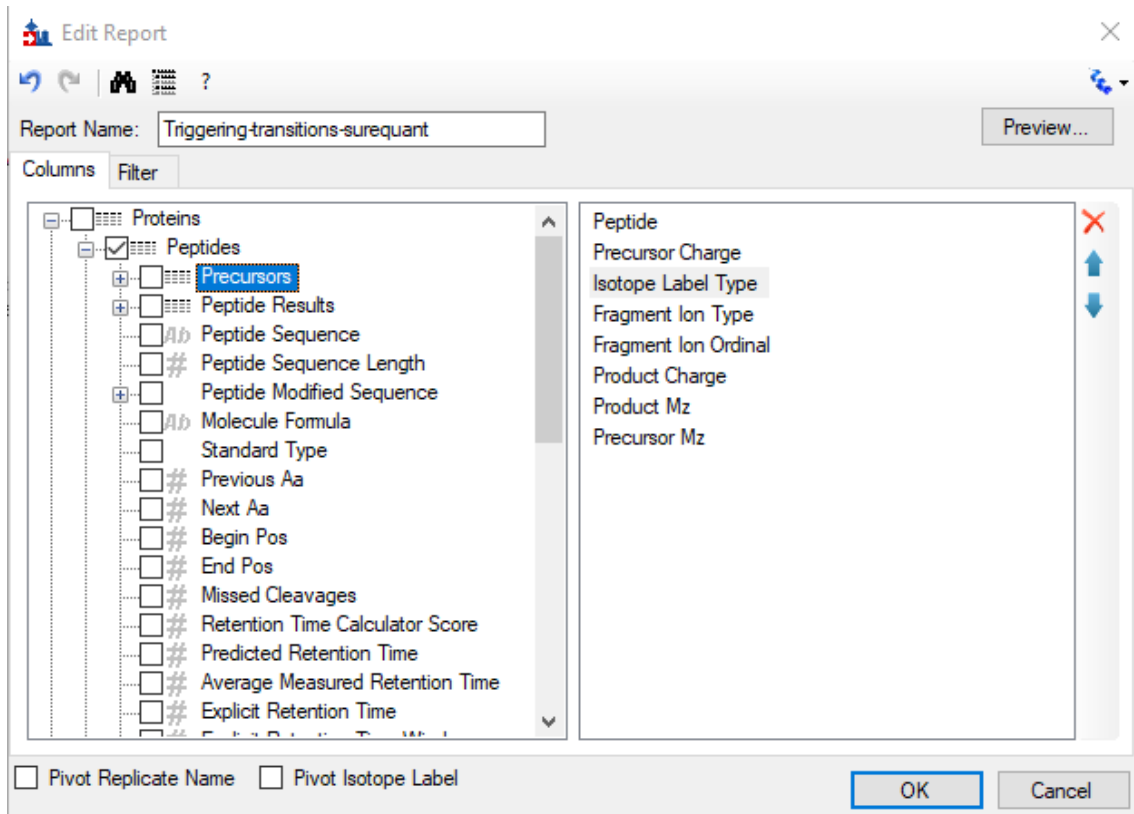 Edit Report
?
Report Name: Triggering-transitions-surequant Preview...
Columns Filter
Proteins
Peptides
Precursors
Peptide Results
Ab Peptide Sequence
# Peptide Sequence Length
Peptide Modified Sequence
Ab Molecule Formula
Standard Type
# Previous Aa
# Next Aa
# Begin Pos
# End Pos
# Missed Cleavages
# Retention Time Calculator Score
# Predicted Retention Time
# Average Measured Retention Time
# Explicit Retention Time
Peptide
Precursor Charge
Isotope Label Type
Fragment Ion Type
Fragment Ion Ordinal
Product Charge
Product Mz
Precursor Mz
Pivot Replicate Name Pivot Isotope Label
OK Cancel